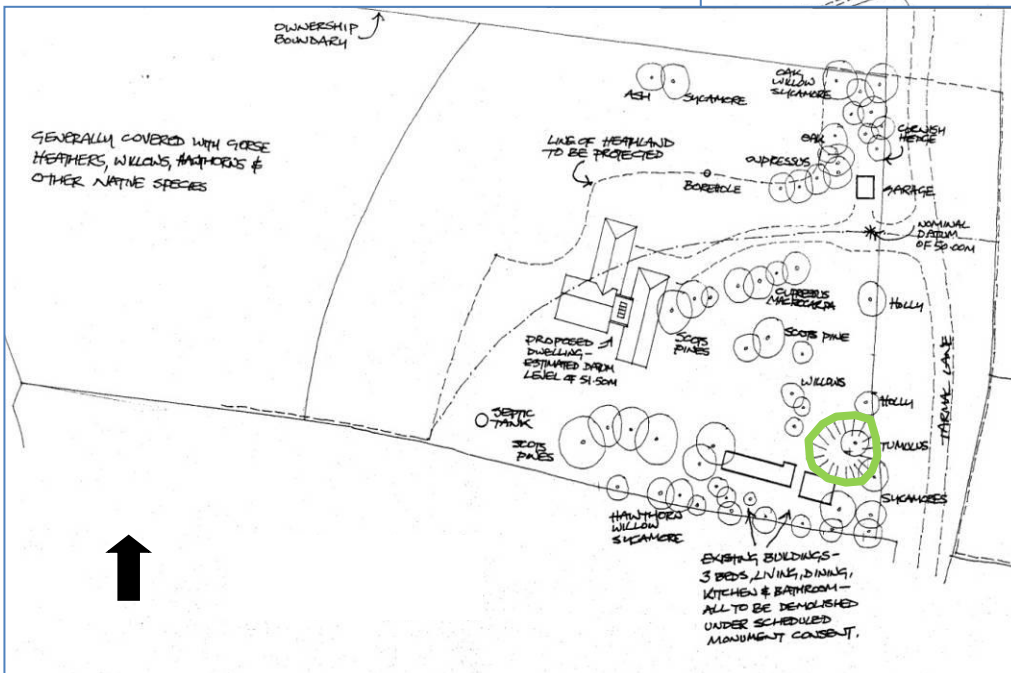 OWNERSHIP
BOUNDARY
GENERALLY COVERED WITH GORSE
HEATHERS, WILLOWS, HAWTHORNS &
OTHER NATIVE SPECIES
ASH
SYCAMORE
OAK,
WILLOW
SYCAMORE
LINE OF HEATHLAND
TO BE PROTECTED
OAK
CORNISH
HEDGE
CUPRESSUS
BOREHOLE
GARAGE
NOMINAL
DATUM
OF 50.00M
CUPRESSUS
MACROCARPA
HOLLY
SCOTS
PINES
SCOTS PINE
PROPOSED
DWELLING-
ESTIMATED DATUM
LEVEL OF 51.50M
WILLOWS
HOLLY
TARMAC LANE
SEPTIC
TANK
SCOTS
PINES
TUMULUS
SYCAMORES
HAWTHORN
WILLOW
SYCAMORE
EXISTING BUILDINGS-
3 BEDS, LIVING, DINING,
KITCHEN & BATHROOM-
ALL TO BE DEMOLISHED
UNDER SCHEDULED
MONUMENT CONSENT.